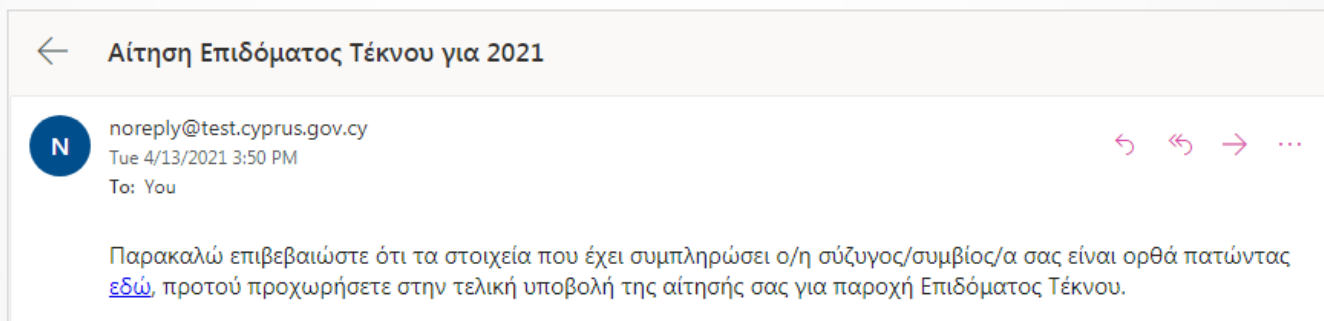 Αίτηση Επιδόματος Τέκνου για 2021
N
noreply@test.cyprus.gov.cy
Tue 4/13/2021 3:50 PM
To: You
Παρακαλώ επιβεβαιώστε ότι τα στοιχεία που έχει συμπληρώσει ο/η σύζυγος/συμβίος/α σας είναι ορθά πατώντας
εδώ, προτού προχωρήσετε στην τελική υποβολή της αίτησής σας για παροχή Επιδόματος Τέκνου.